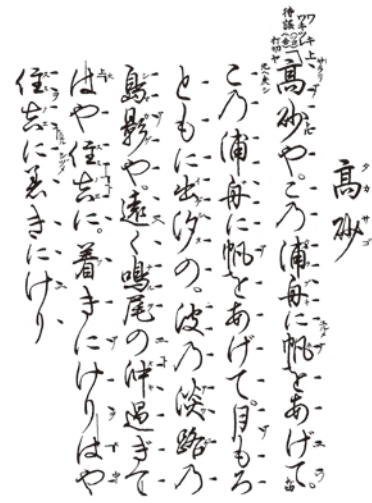 高砂
高砂や。この浦舟に帆をあげて。
この浦舟に帆をあげて。月もろ
ともに出汐の。波の淡路の
島影や。遠く鳴尾の沖過ぎて
はや住吉に。着きにけりはや
住吉に着きにけり